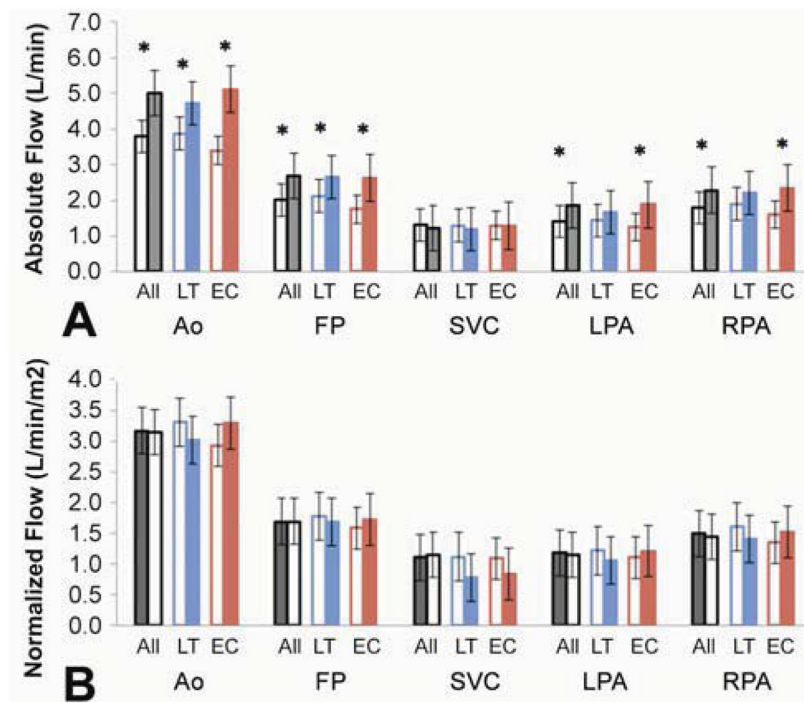 Absolute Flow (L/min)
7.0
* * *
6.0
5.0
4.0
* * *
* *
* *
3.0
2.0
1.0
0.0
All LT EC All LT EC All LT EC All LT EC All LT EC
A
Ao FP SVC LPA RPA
Normalized Flow (L/min/m2)
4.0
3.5
3.0
2.5
2.0
1.5
1.0
0.5
0.0
All LT EC All LT EC All LT EC All LT EC All LT EC
B
Ao FP SVC LPA RPA